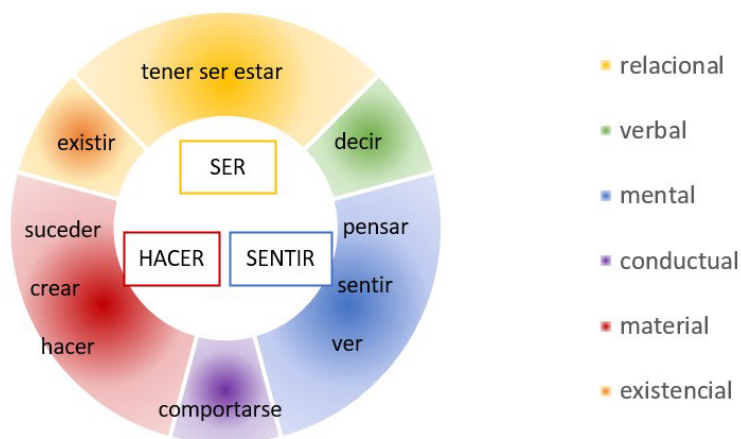 tener ser estar
existir
decir
SER
suceder
pensar
HACER
SENTIR
crear
sentir
hacer
ver
comportarse
relacional
verbal
mental
conductual
material
existencial